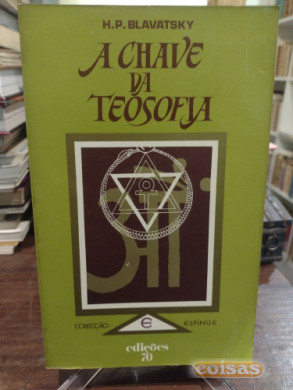 H.P. BLAVATSKY
A CHAVE
DA
TEOSOFIA
COLECÇÃO
E
ESFINGE
edições
70
coisas